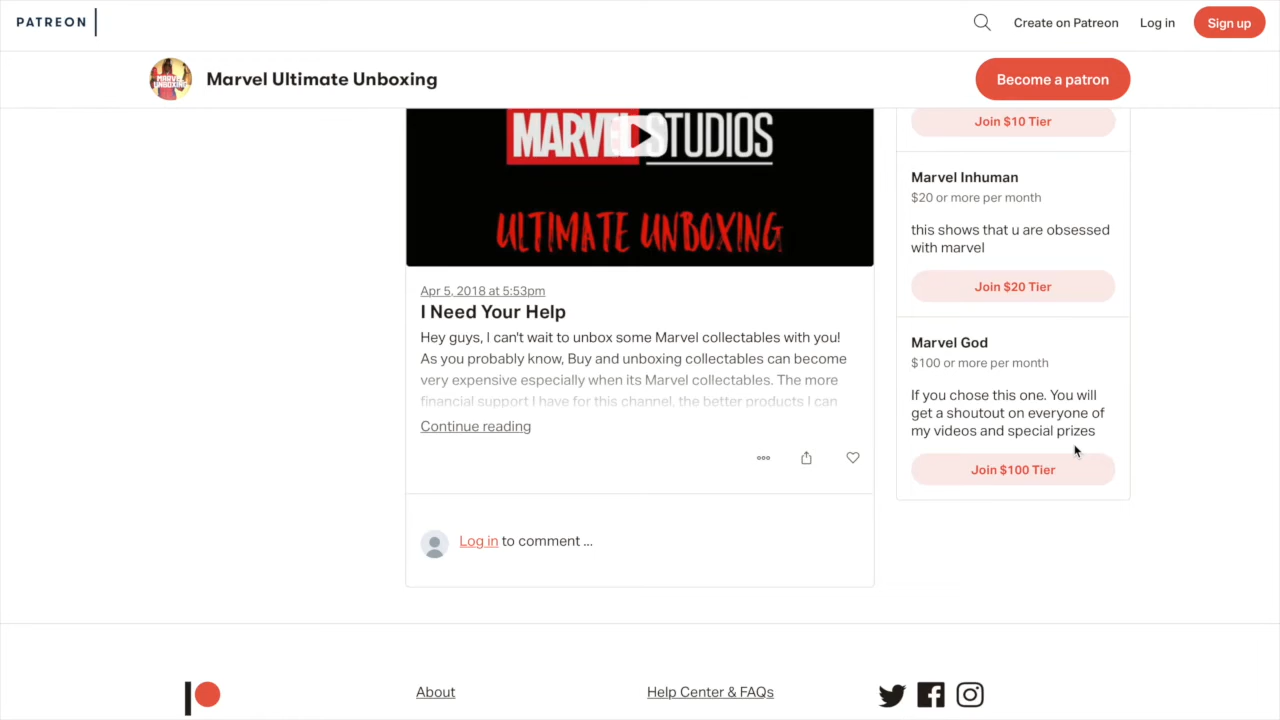 PATREON
Create on Patreon
Log in
Sign up
MARVEL UNBOXING
Marvel Ultimate Unboxing
Become a patron
MARVEL STUDIOS
ULTIMATE UNBOXING
Apr 5, 2018 at 5:53pm
I Need Your Help
Hey guys, I can't wait to unbox some Marvel collectables with you!
As you probably know, Buy and unboxing collectables can become
very expensive especially when its Marvel collectables. The more
financial support I have for this channel, the better products I can
Continue reading
Log in to comment ...
Join $10 Tier
Marvel Inhuman
$20 or more per month
this shows that u are obsessed
with marvel
Join $20 Tier
Marvel God
$100 or more per month
If you chose this one. You will
get a shoutout on everyone of
my videos and special prizes
Join $100 Tier
About
Help Center & FAQs